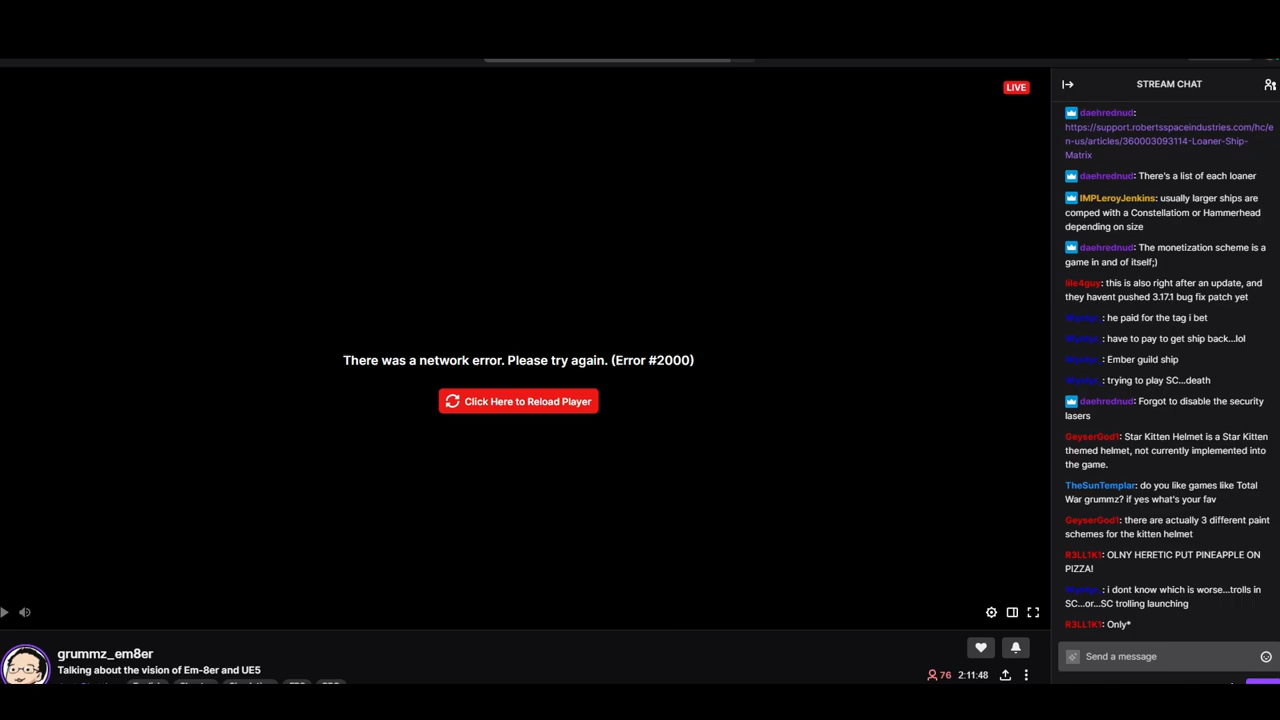 LIVE
There was a network error. Please try again. (Error #2000)
Click Here to Reload Player
grummz_em8er
Talking about the vision of Em-8er and UE5
76 2:11:48
STREAM CHAT
daehrednud:
https://support.robertsspaceindustries.com/hc/e
n-us/articles/360003093114-Loaner-Ship-
Matrix
daehrednud: There's a list of each loaner
IMPLeroyJenkins: usually larger ships are
comped with a Constellatiom or Hammerhead
depending on size
daehrednud: The monetization scheme is a
game in and of itself;)
lile4guy: this is also right after an update, and
they havent pushed 3.17.1 bug fix patch yet
: he paid for the tag i bet
: have to pay to get ship back...lol
: Ember guild ship
: trying to play SC...death
daehrednud: Forgot to disable the security
lasers
GeyserGod1: Star Kitten Helmet is a Star Kitten
themed helmet, not currently implemented into
the game.
TheSunTemplar: do you like games like Total
War grummz? if yes what's your fav
GeyserGod1: there are actually 3 different paint
schemes for the kitten helmet
R3LL1K1: OLNY HERETIC PUT PINEAPPLE ON
PIZZA!
: i dont know which is worse...trolls in
SC...or...SC trolling launching
R3LL1K1: Only*
Send a message